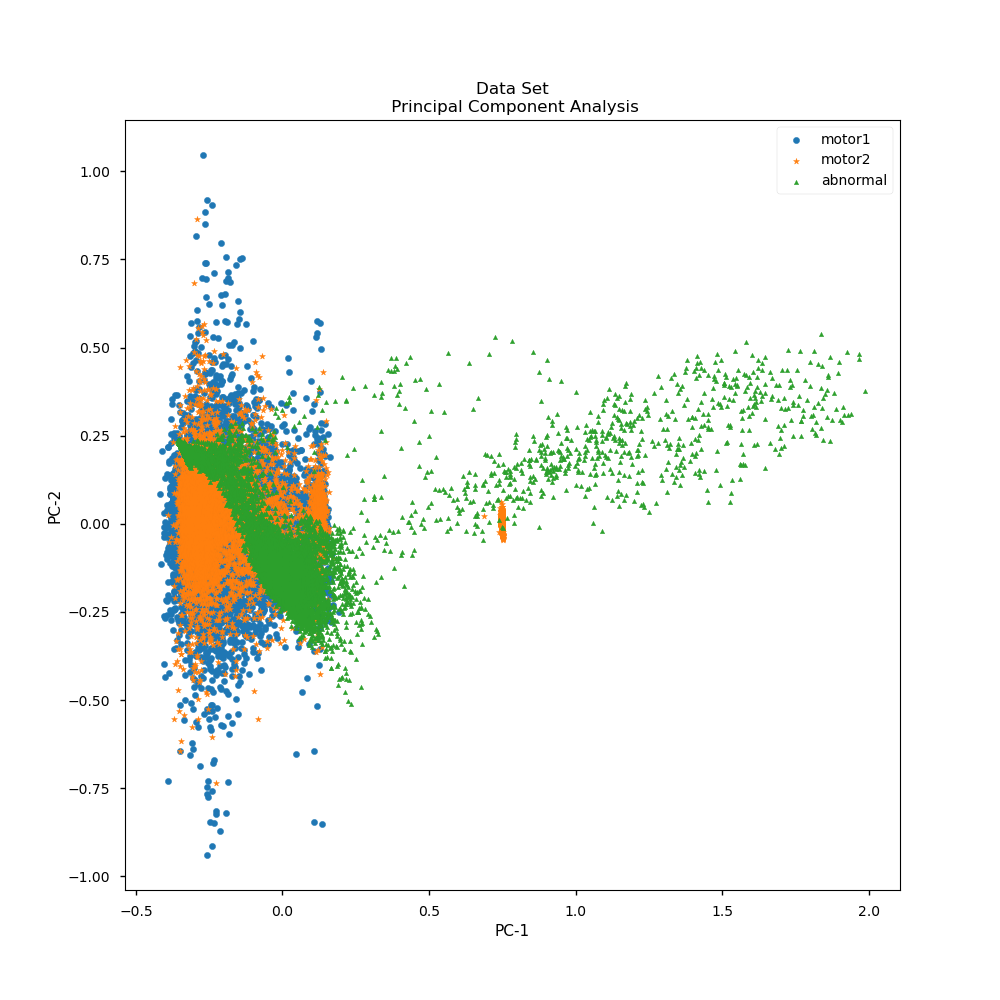 Data Set
Principal Component Analysis
motor1
motor2
abnormal
1.00
0.75
0.50
0.25
0.00
−0.25
−0.50
−0.75
−1.00
PC-2
−0.5
0.0
0.5
1.0
1.5
2.0
PC-1